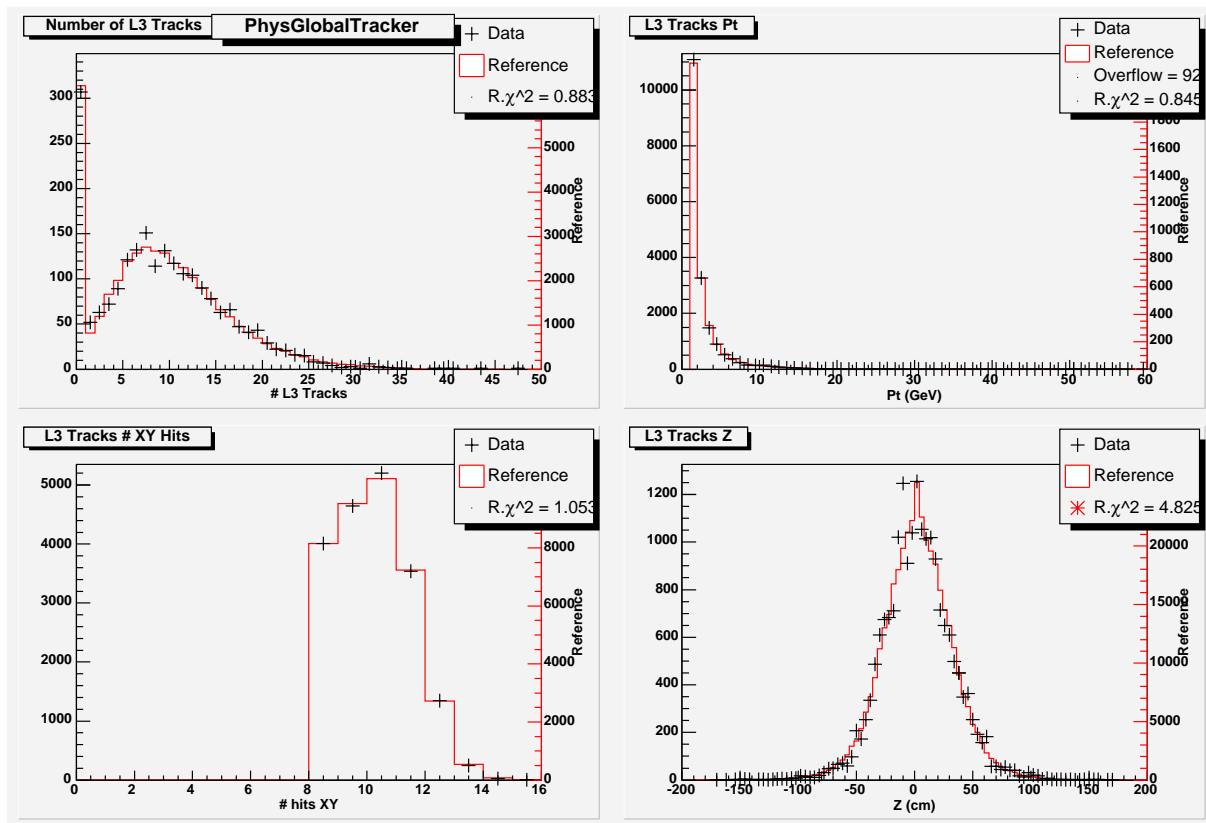 Number of L3 Tracks
PhysGlobalTracker
Data
Reference
R.χ^2 = 0.883
300
250
200
150
100
50
0
5000
4000
3000
2000
1000
0
Reference
0 5 10 15 20 25 30 35 40 45 50
# L3 Tracks
L3 Tracks Pt
Data
Reference
Overflow = 92
R.χ^2 = 0.845
10000
8000
6000
4000
2000
0
1800
1600
1400
1200
1000
800
600
400
200
0
Reference
0 10 20 30 40 50 60
Pt (GeV)
L3 Tracks # XY Hits
Data
Reference
R.χ^2 = 1.053
5000
4000
3000
2000
1000
0
8000
6000
4000
2000
0
Reference
0 2 4 6 8 10 12 14 16
# hits XY
L3 Tracks Z
Data
Reference
R.χ^2 = 4.825
1200
1000
800
600
400
200
0
20000
15000
10000
5000
0
Reference
-200 -150 -100 -50 0 50 100 150 200
Z (cm)